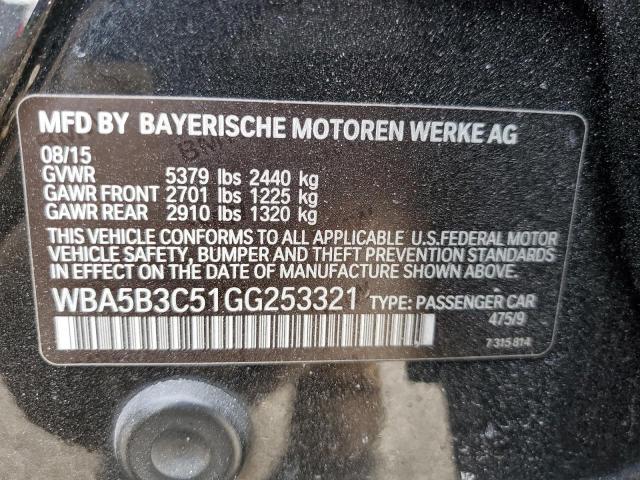 MFD BY BAYERISCHE MOTOREN WERKE AG
08/15
GVWR 5379 lbs 2440 kg
GAWR FRONT 2701 lbs 1225 kg
GAWR REAR 2910 lbs 1320 kg
THIS VEHICLE CONFORMS TO ALL APPLICABLE U.S.FEDERAL MOTOR
VEHICLE SAFETY, BUMPER AND THEFT PREVENTION STANDARDS
IN EFFECT ON THE DATE OF MANUFACTURE SHOWN ABOVE.
WBA5B3C51GG253321 TYPE: PASSENGER CAR
475/9
7 315 814